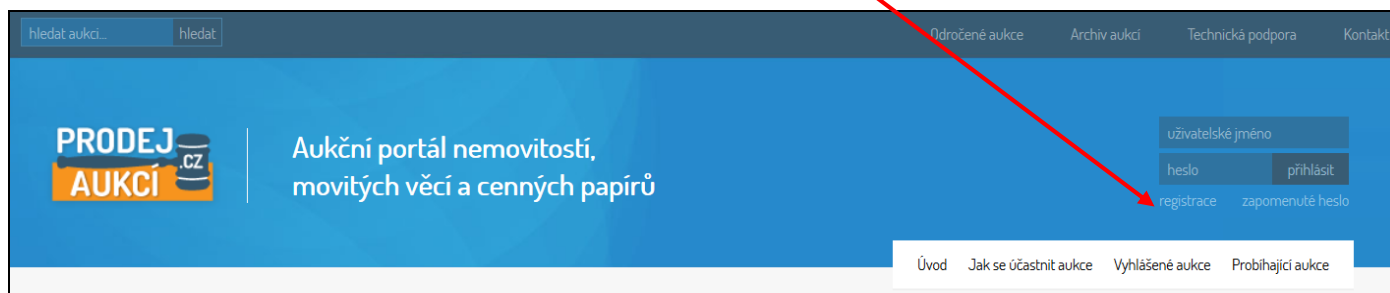 hledat aukci... hledat
Odročené aukce Archiv aukcí Technická podpora Kontakt
PRODEJ
.CZ
AUKCÍ
Aukční portál nemovitostí,
movitých věcí a cenných papírů
uživatelské jméno
heslo přihlásit
registrace zapomenuté heslo
Úvod Jak se účastnit aukce Vyhlášené aukce Probíhající aukce